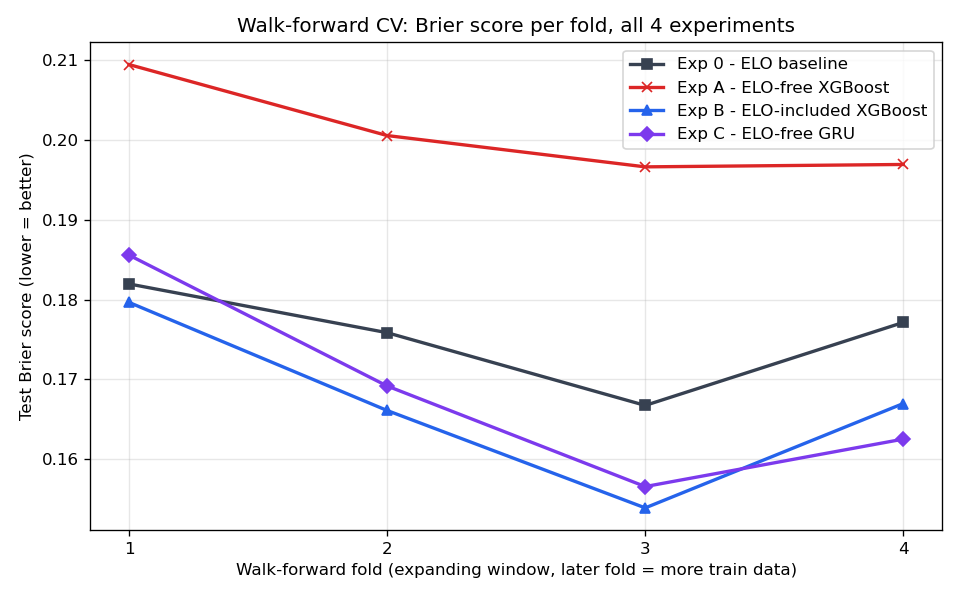 Walk-forward CV: Brier score per fold, all 4 experiments
Exp 0 - ELO baseline
Exp A - ELO-free XGBoost
Exp B - ELO-included XGBoost
Exp C - ELO-free GRU
Test Brier score (lower = better)
0.21
0.20
0.19
0.18
0.17
0.16
1 2 3 4
Walk-forward fold (expanding window, later fold = more train data)